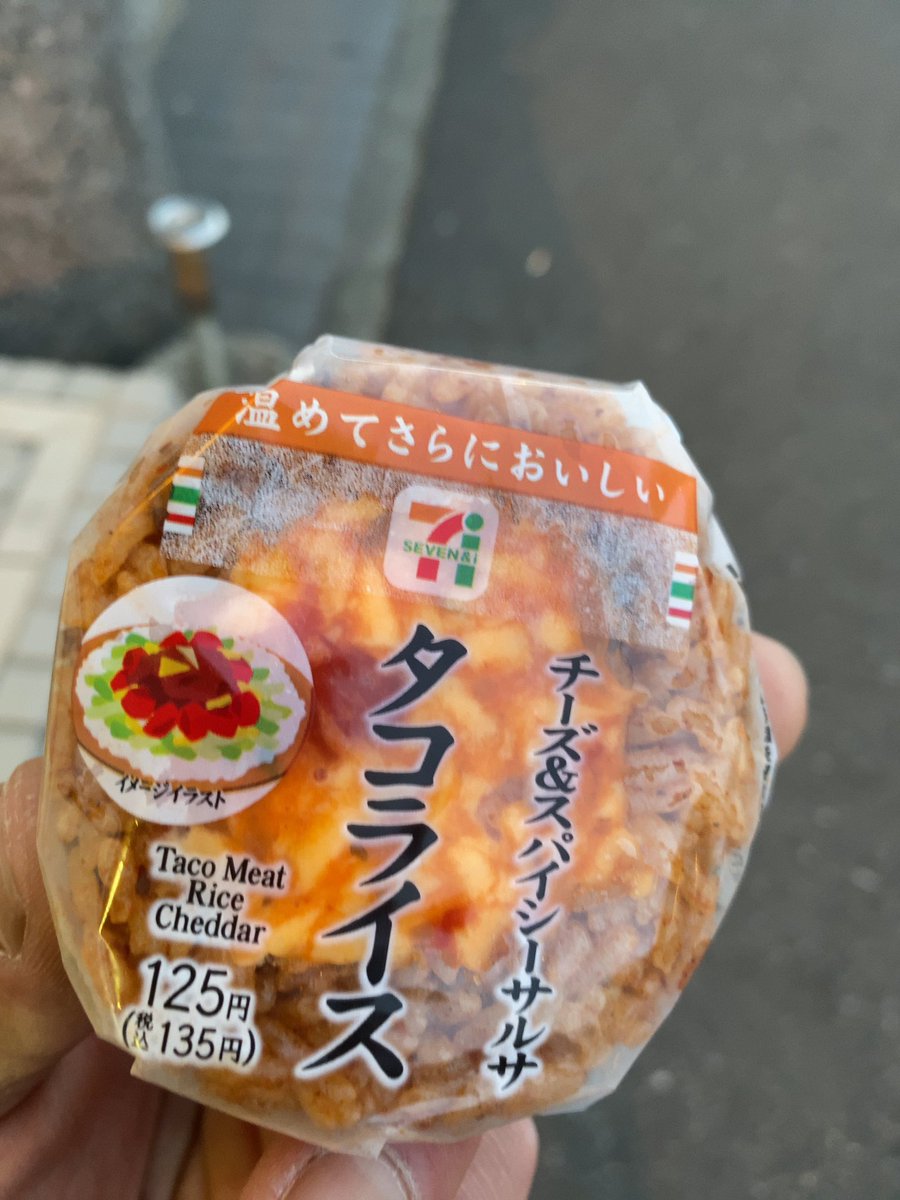 温めてさらにおいしい
SEVEN&i
チーズ&スパイシーサルサ
タコライス
イメージイラスト
Taco Meat
Rice
Cheddar
125円
(税込135円)